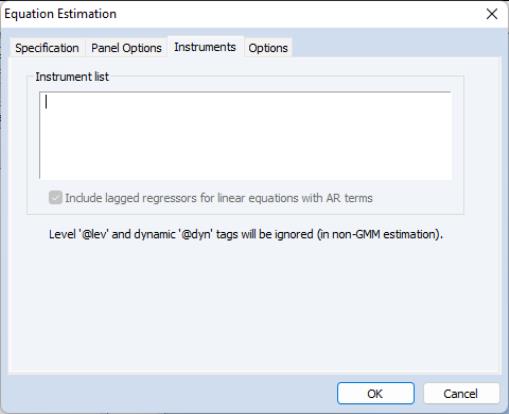 Equation Estimation
Specification Panel Options Instruments Options
Instrument list
Include lagged regressors for linear equations with AR terms
Level '@lev' and dynamic '@dyn' tags will be ignored (in non-GMM estimation).
OK Cancel